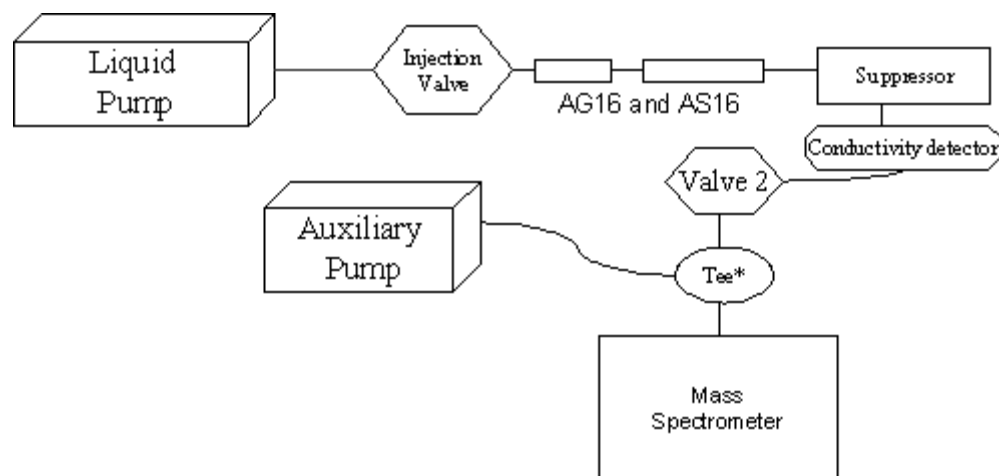 Liquid
Pump
Injection
Valve
AG16 and AS16
Suppressor
Conductivity detector
Valve 2
Auxiliary
Pump
Tee*
Mass
Spectrometer